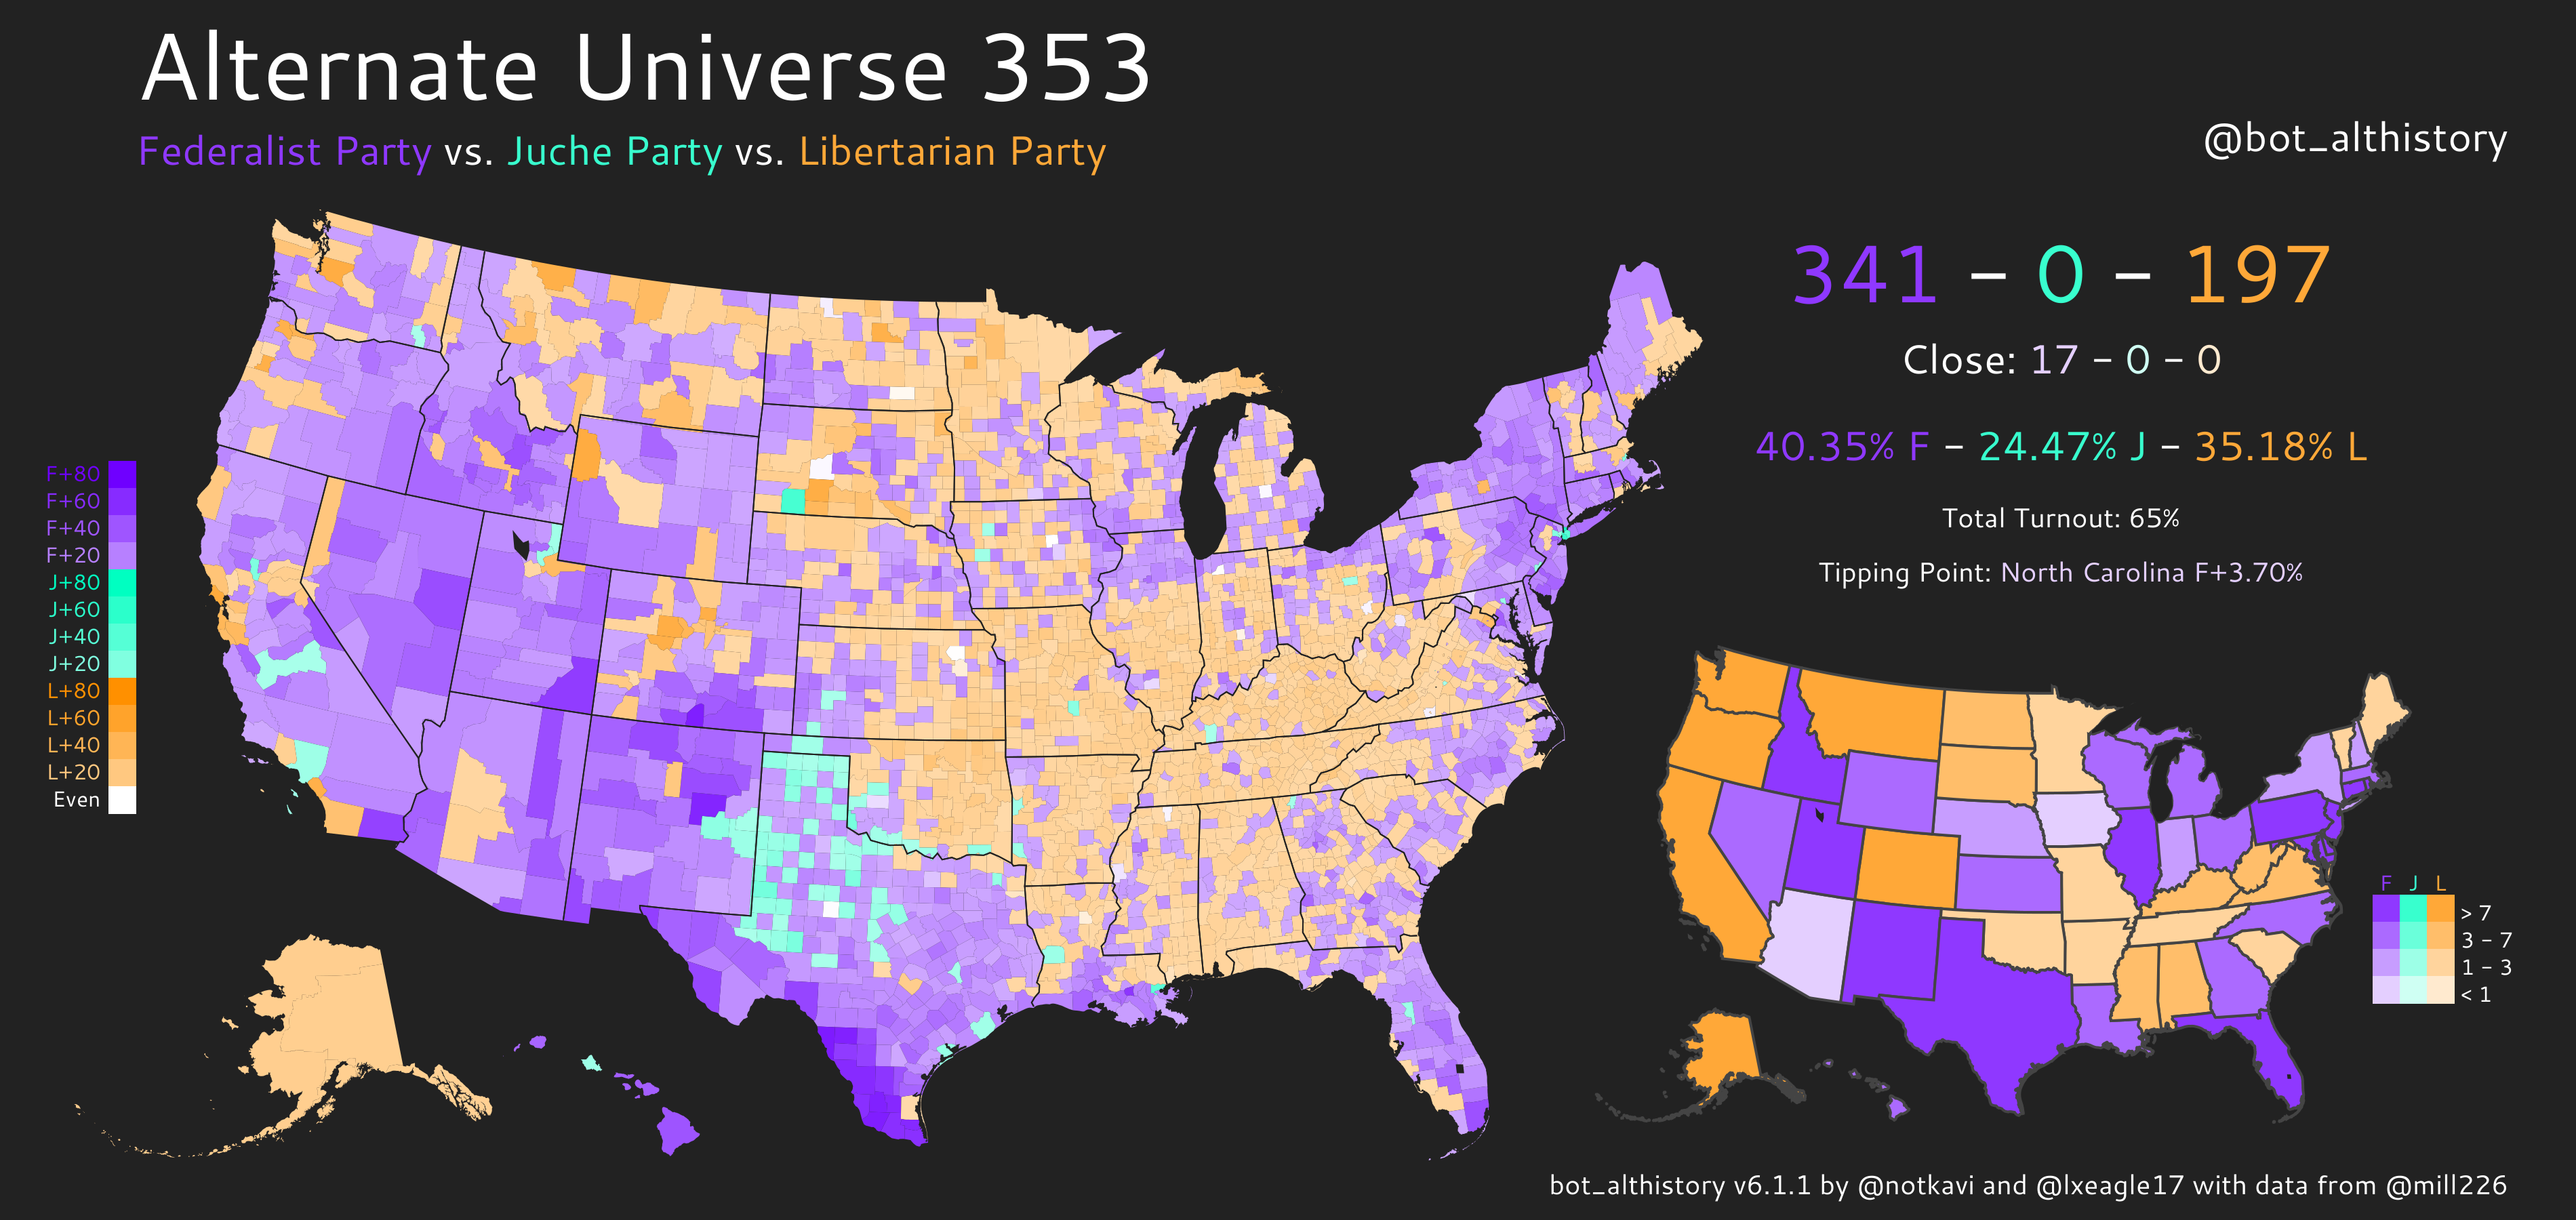 Alternate Universe 353
Federalist Party vs. Juche Party vs. Libertarian Party
@bot_althistory
341 – 0 – 197
Close: 17 – 0 – 0
40.35% F – 24.47% J – 35.18% L
Total Turnout: 65%
Tipping Point: North Carolina F+3.70%
F+80
F+60
F+40
F+20
J+80
J+60
J+40
J+20
L+80
L+60
L+40
L+20
Even
F J L
> 7
3 – 7
1 – 3
< 1
bot_althistory v6.1.1 by @notkavi and @lxeagle17 with data from @mill226